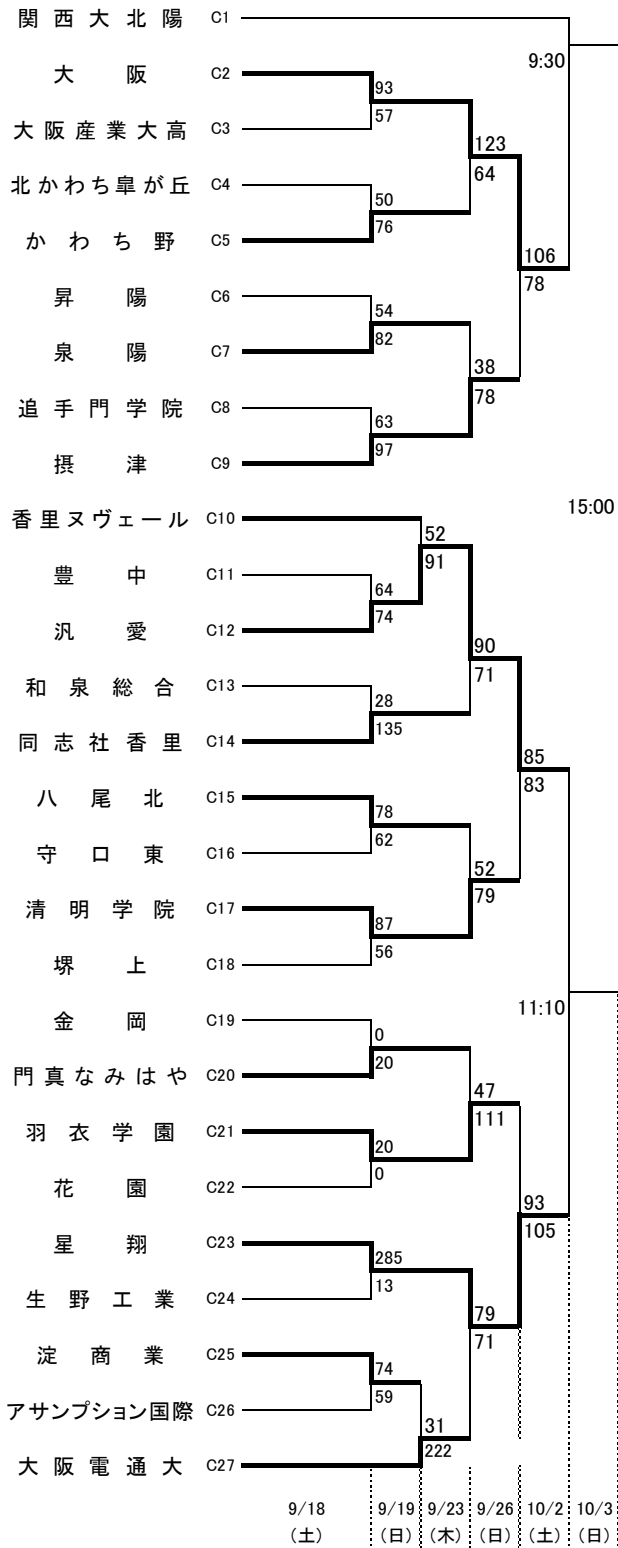 関西大北陽 C1
9:30
大阪 C2
93
57
大阪産業大高 C3
123
64
北かわち皐が丘 C4
50
76
かわち野 C5
106
78
昇陽 C6
54
82
泉陽 C7
38
78
追手門学院 C8
63
97
摂津 C9
15:00
香里ヌヴェール C10
52
91
豊中 C11
64
74
汎愛 C12
90
71
和泉総合 C13
28
135
同志社香里 C14
85
83
八尾北 C15
78
62
守口東 C16
52
79
清明学院 C17
87
56
堺上 C18
11:10
金岡 C19
0
20
門真なみはや C20
47
111
羽衣学園 C21
20
0
花園 C22
93
105
星翔 C23
285
13
生野工業 C24
79
71
淀商業 C25
74
59
アサンプション国際 C26
31
222
大阪電通大 C27
9/18 9/19 9/23 9/26 10/2 10/3
（土） （日） （木） （日） （土） （日）